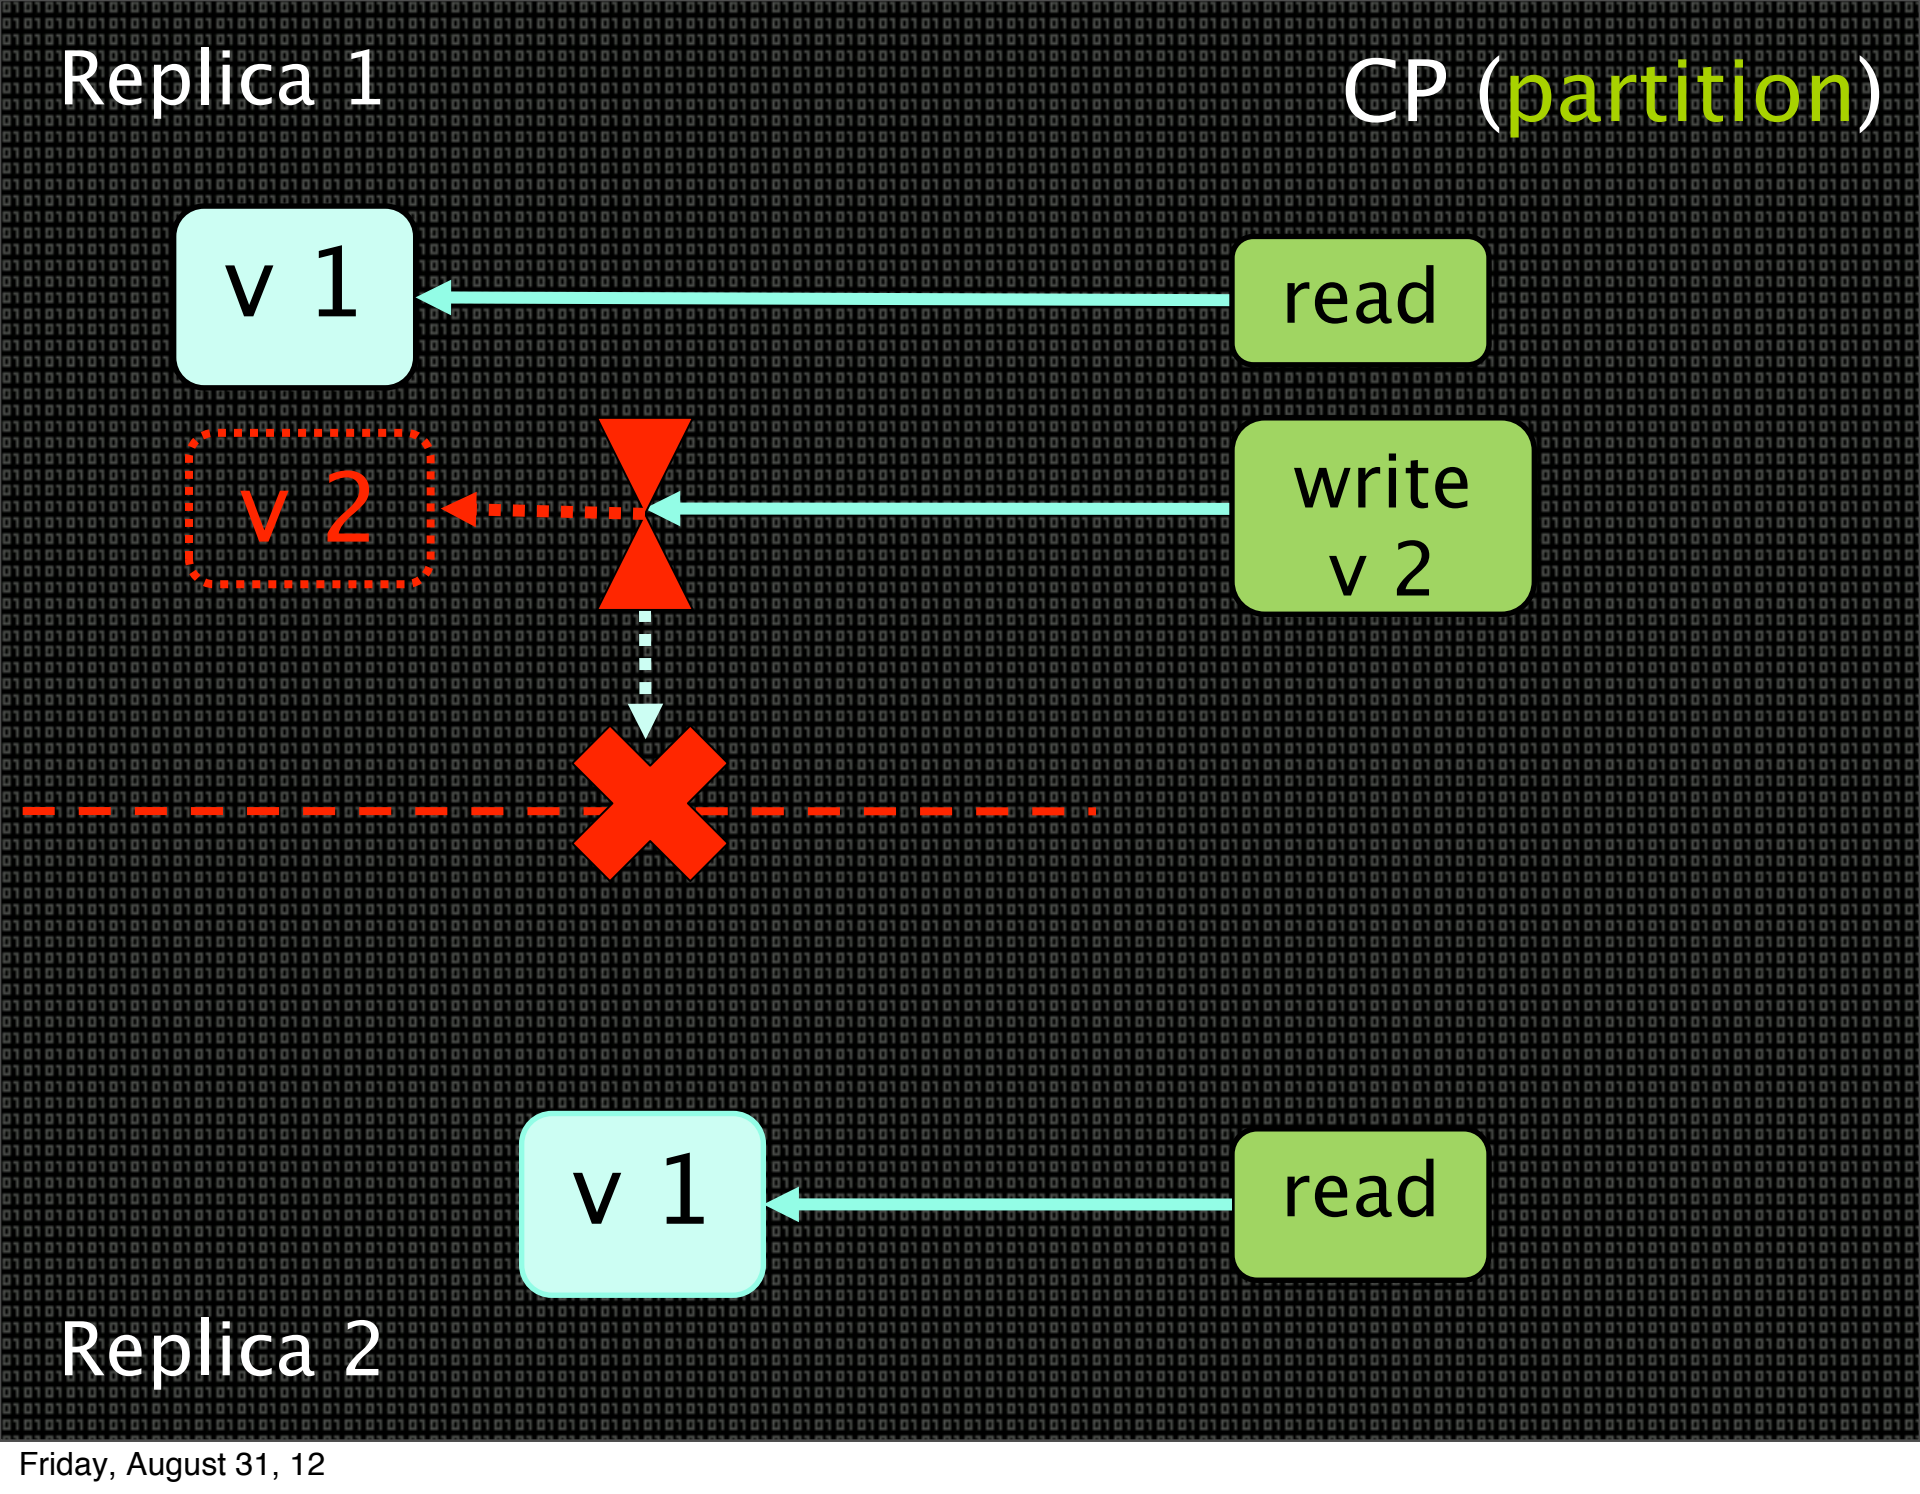 Replica 1
CP (partition)
v 1
read
v 2
write
v 2
v 1
read
Replica 2
Friday, August 31, 12